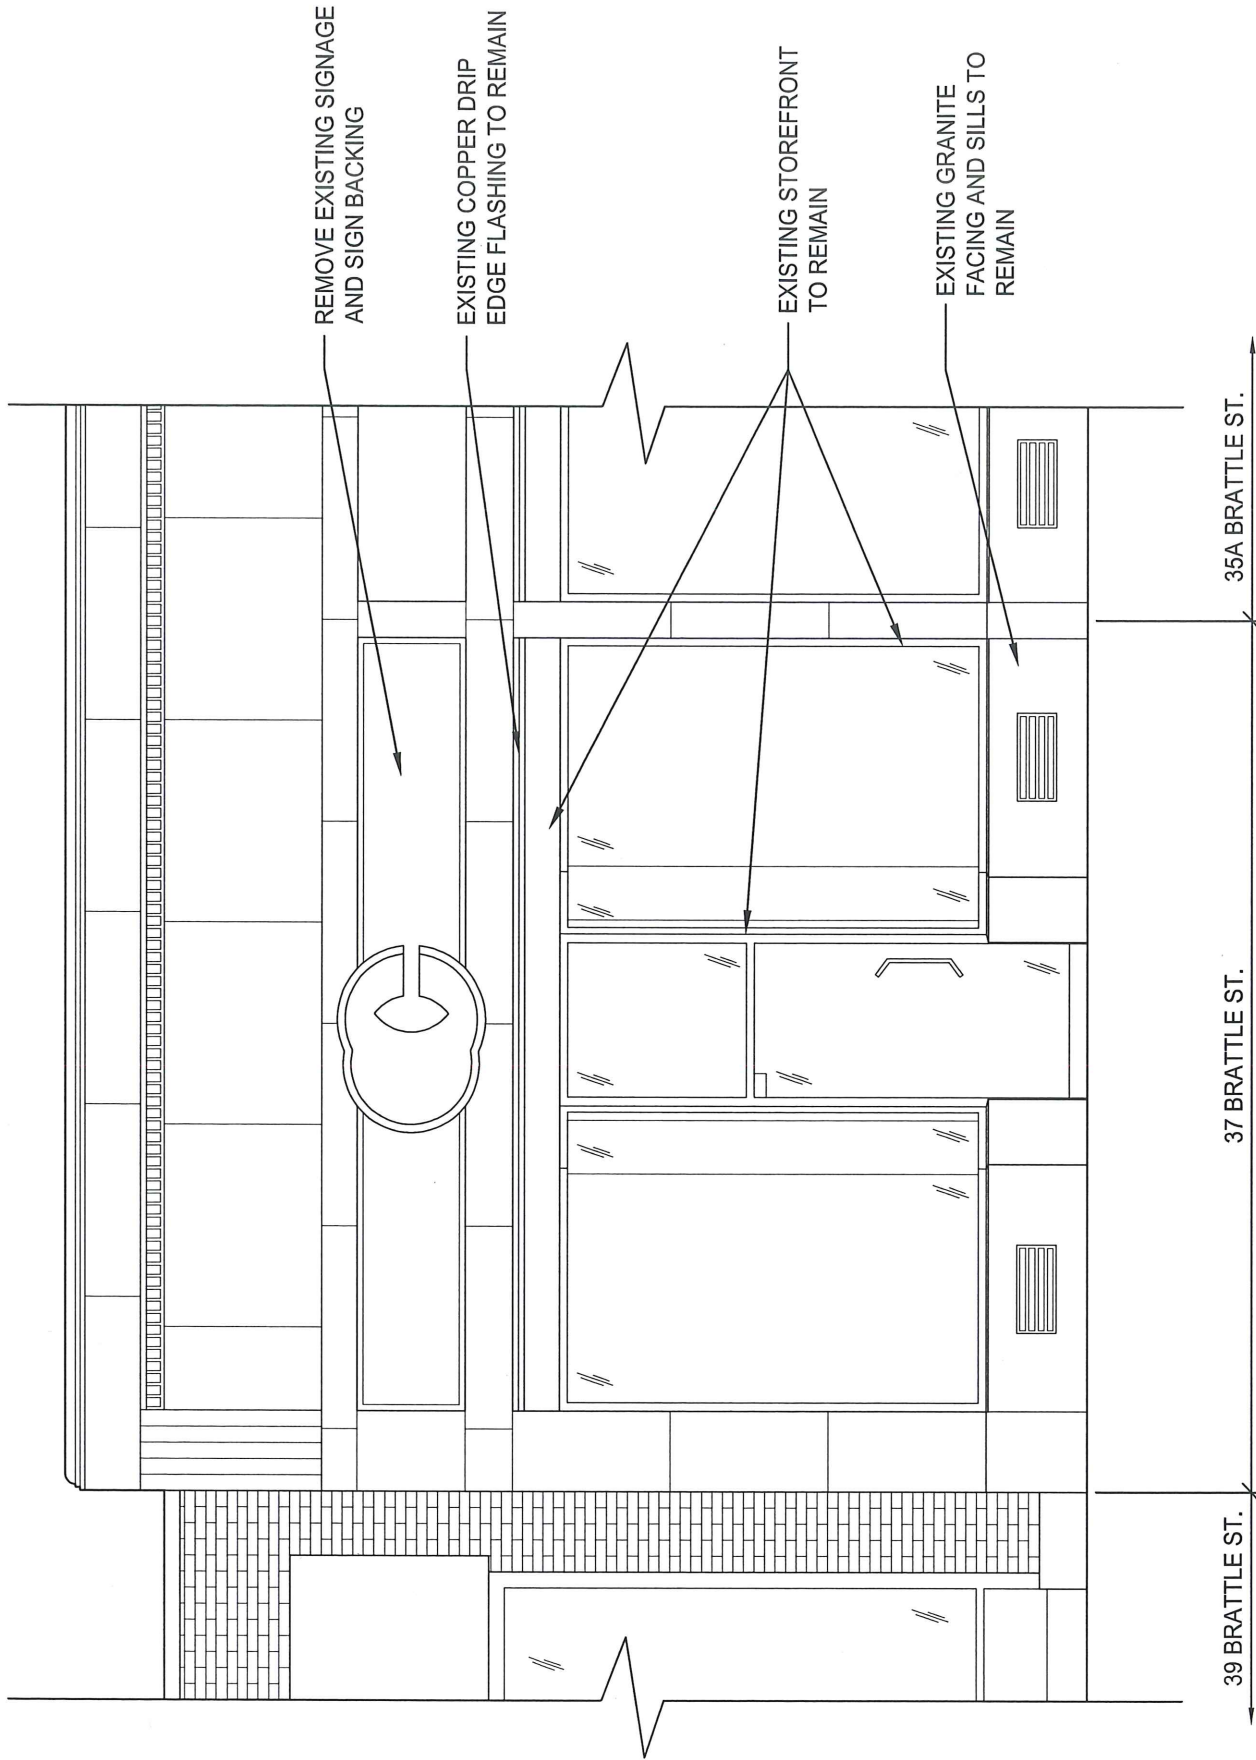 REMOVE EXISTING SIGNAGE
AND SIGN BACKING
EXISTING COPPER DRIP
EDGE FLASHING TO REMAIN
EXISTING STOREFRONT
TO REMAIN
EXISTING GRANITE
FACING AND SILLS TO
REMAIN
39 BRATTLE ST.
37 BRATTLE ST.
35A BRATTLE ST.